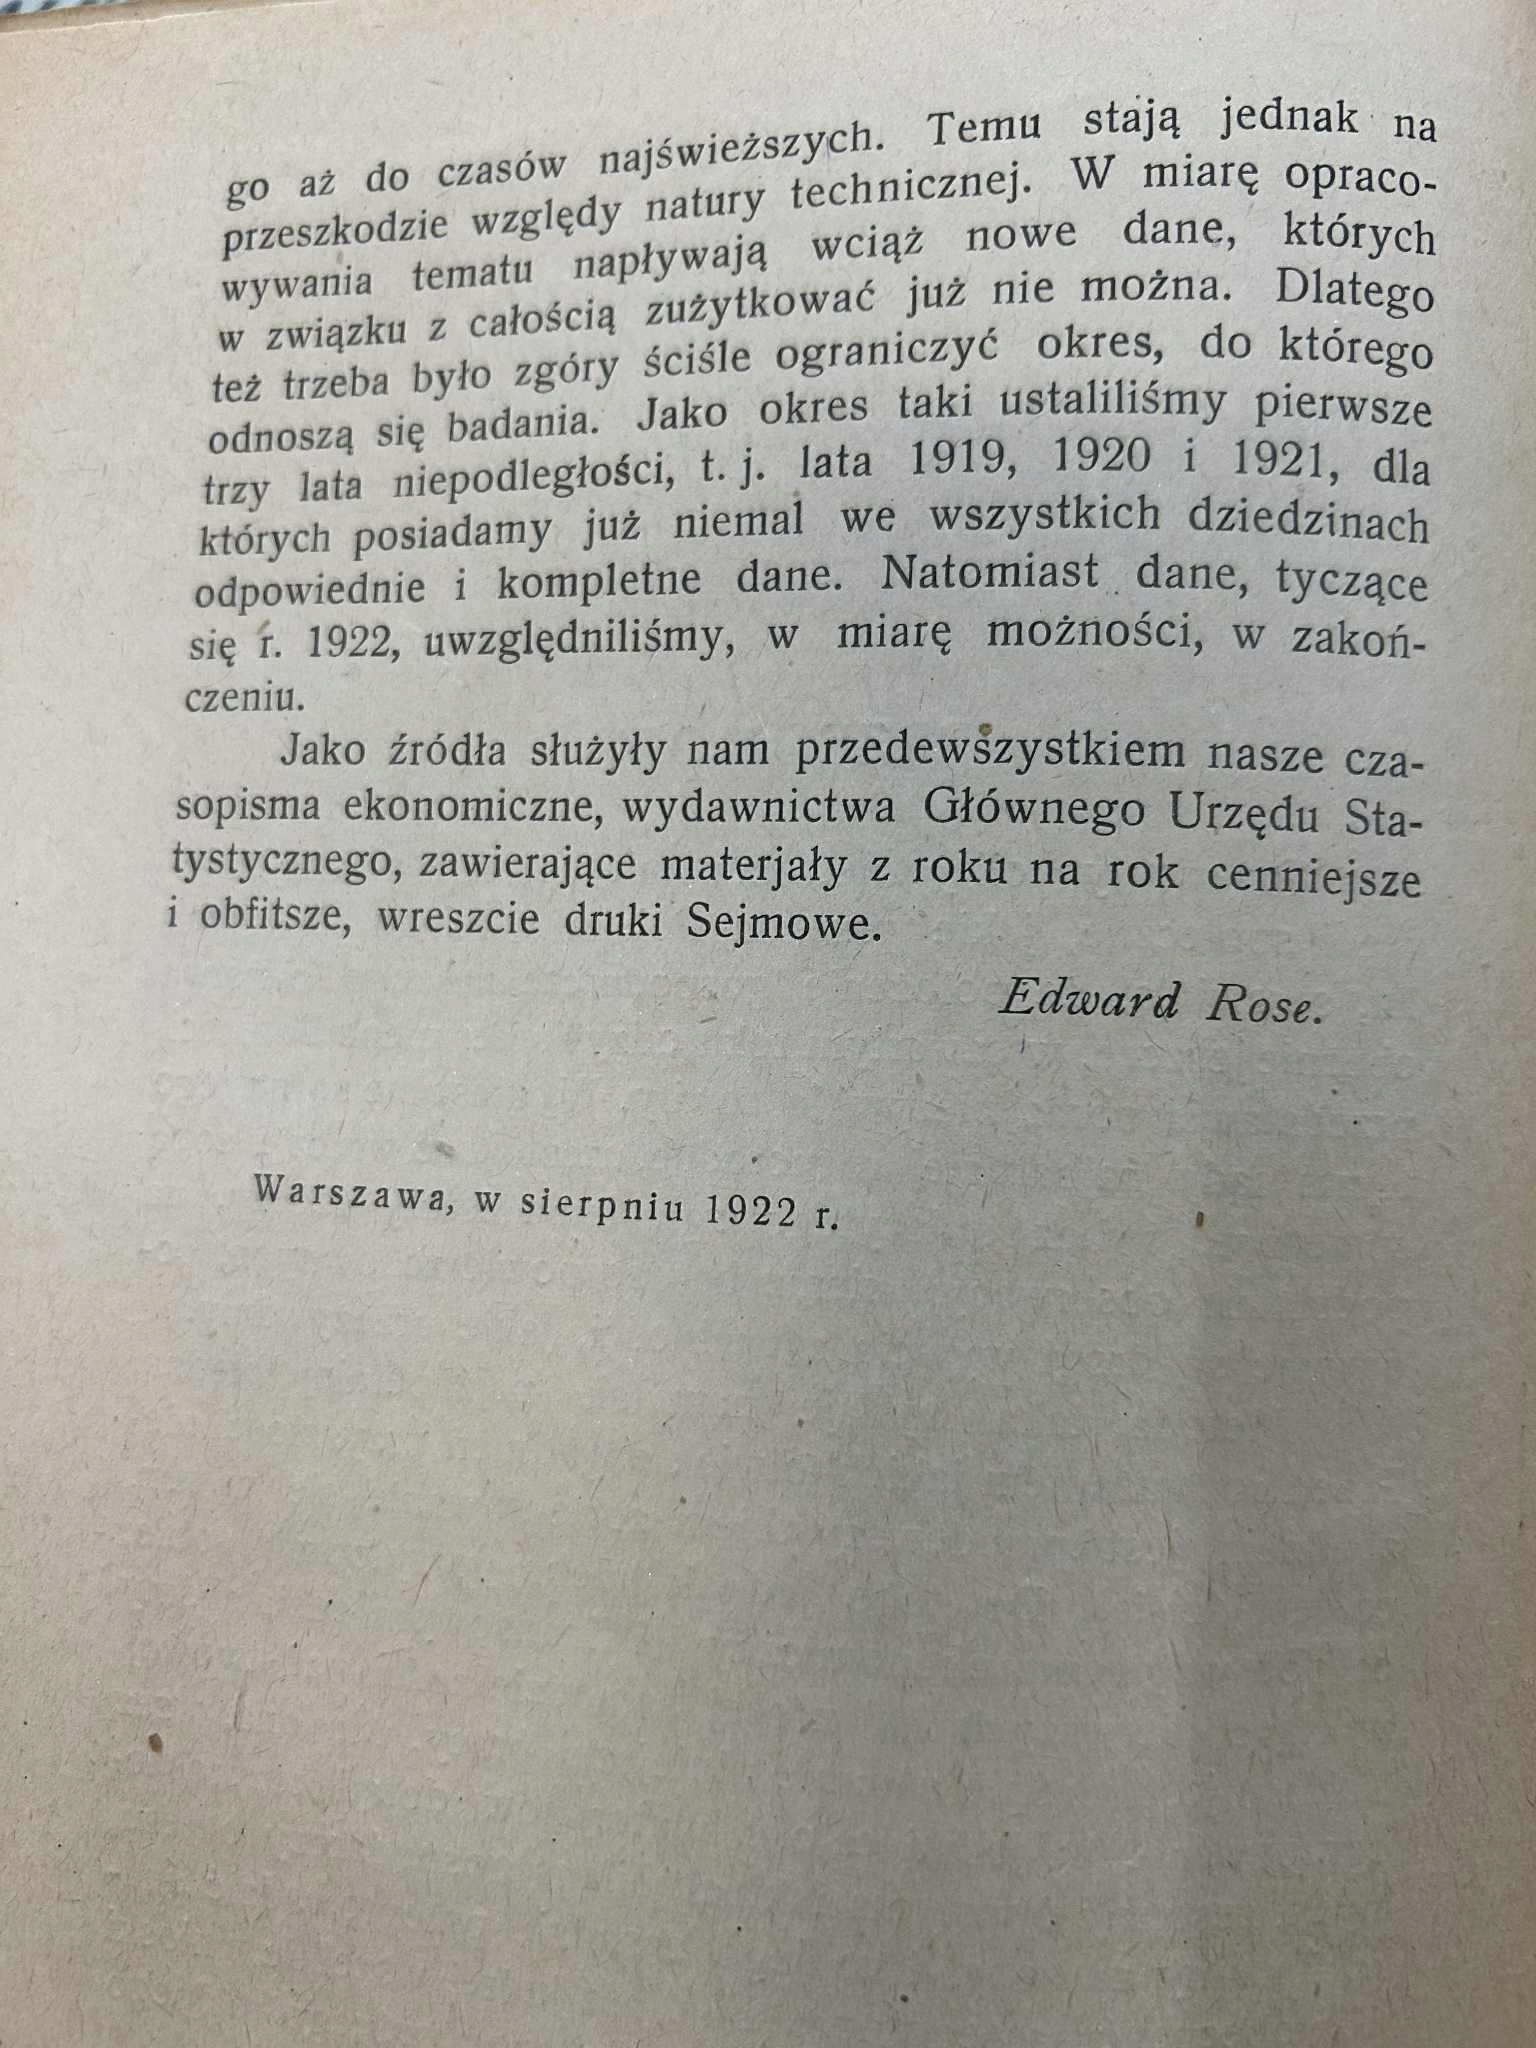 go aż do czasów najświeższych. Temu stają jednak na
przeszkodzie względy natury technicznej. W miarę opraco-
wywania tematu napływają wciąż nowe dane, których
w związku z całością zużytkować już nie można. Dlatego
też trzeba było zgóry ściśle ograniczyć okres, do którego
odnoszą się badania. Jako okres taki ustaliliśmy pierwsze
trzy lata niepodległości, t. j. lata 1919, 1920 i 1921, dla
których posiadamy już niemal we wszystkich dziedzinach
odpowiednie i kompletne dane. Natomiast dane, tyczące
się r. 1922, uwzględniliśmy, w miarę możności, w zakoń-
czeniu.
Jako źródła służyły nam przedewszystkiem nasze cza-
sopisma ekonomiczne, wydawnictwa Głównego Urzędu Sta-
tystycznego, zawierające materjały z roku na rok cenniejsze
i obfitsze, wreszcie druki Sejmowe.
Edward Rose.
Warszawa, w sierpniu 1922 r.